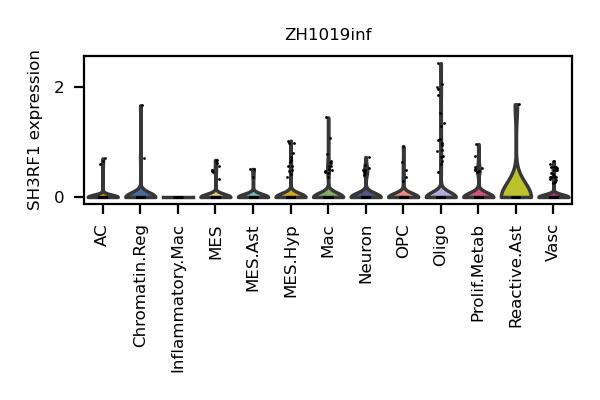 ZH1019inf
SH3RF1 expression
2
0
AC
Chromatin.Reg
Inflammatory.Mac
MES
MES.Ast
MES.Hyp
Mac
Neuron
OPC
Oligo
Prolif.Metab
Reactive.Ast
Vasc